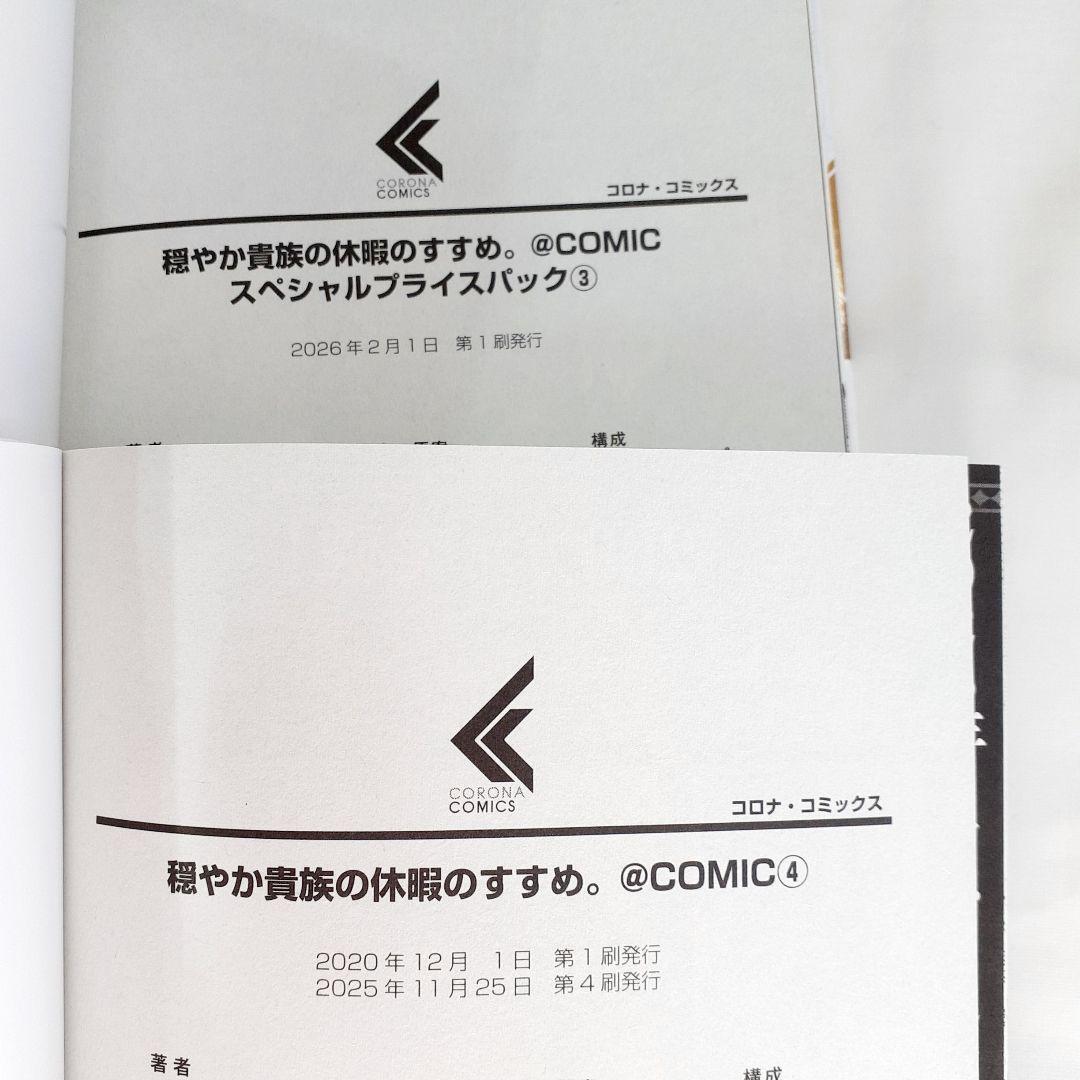 CORONA
COMICS
コロナ・コミックス
穏やか貴族の休暇のすすめ。@COMIC
スペシャルプライスパック③
2026年2月1日 第1刷発行
構成
CORONA
COMICS
コロナ・コミックス
穏やか貴族の休暇のすすめ。@COMIC④
2020年12月 1日 第1刷発行
2025年11月25日 第4刷発行
著者
構成